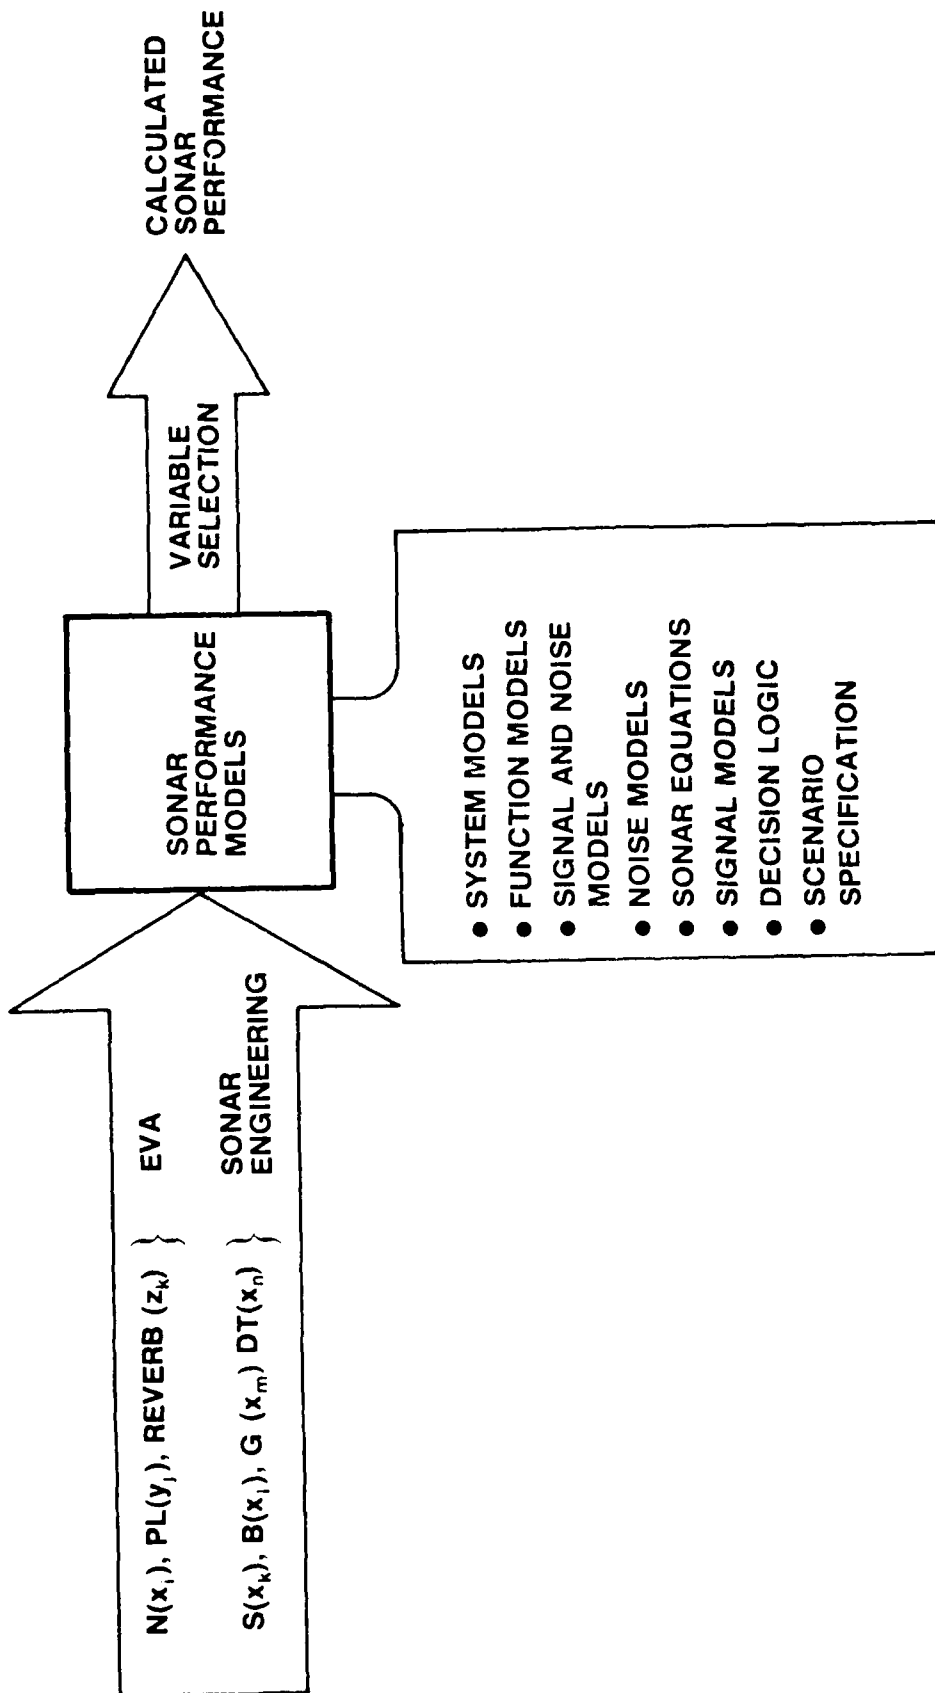 N(x_i), PL(y_j), REVERB (z_k) } EVA
S(x_k), B(x_l), G (x_m) DT(x_n) } SONAR
ENGINEERING
SONAR
PERFORMANCE
MODELS
VARIABLE
SELECTION
CALCULATED
SONAR
PERFORMANCE
● SYSTEM MODELS
● FUNCTION MODELS
● SIGNAL AND NOISE
MODELS
● NOISE MODELS
● SONAR EQUATIONS
● SIGNAL MODELS
● DECISION LOGIC
● SCENARIO
SPECIFICATION